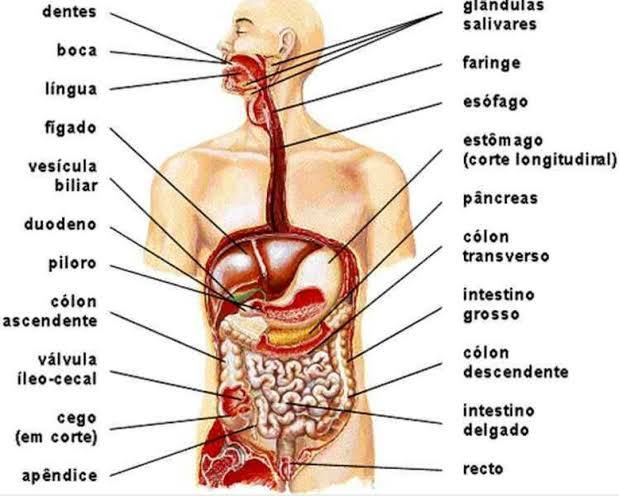 dentes
boca
língua
fígado
vesícula
biliar
duodeno
piloro
cólon
ascendente
válvula
íleo-cecal
cego
(em corte)
apêndice
glândulas
salivares
faringe
esófago
estômago
(corte longitudinal)
pâncreas
cólon
transverso
intestino
grosso
cólon
descendente
intestino
delgado
recto